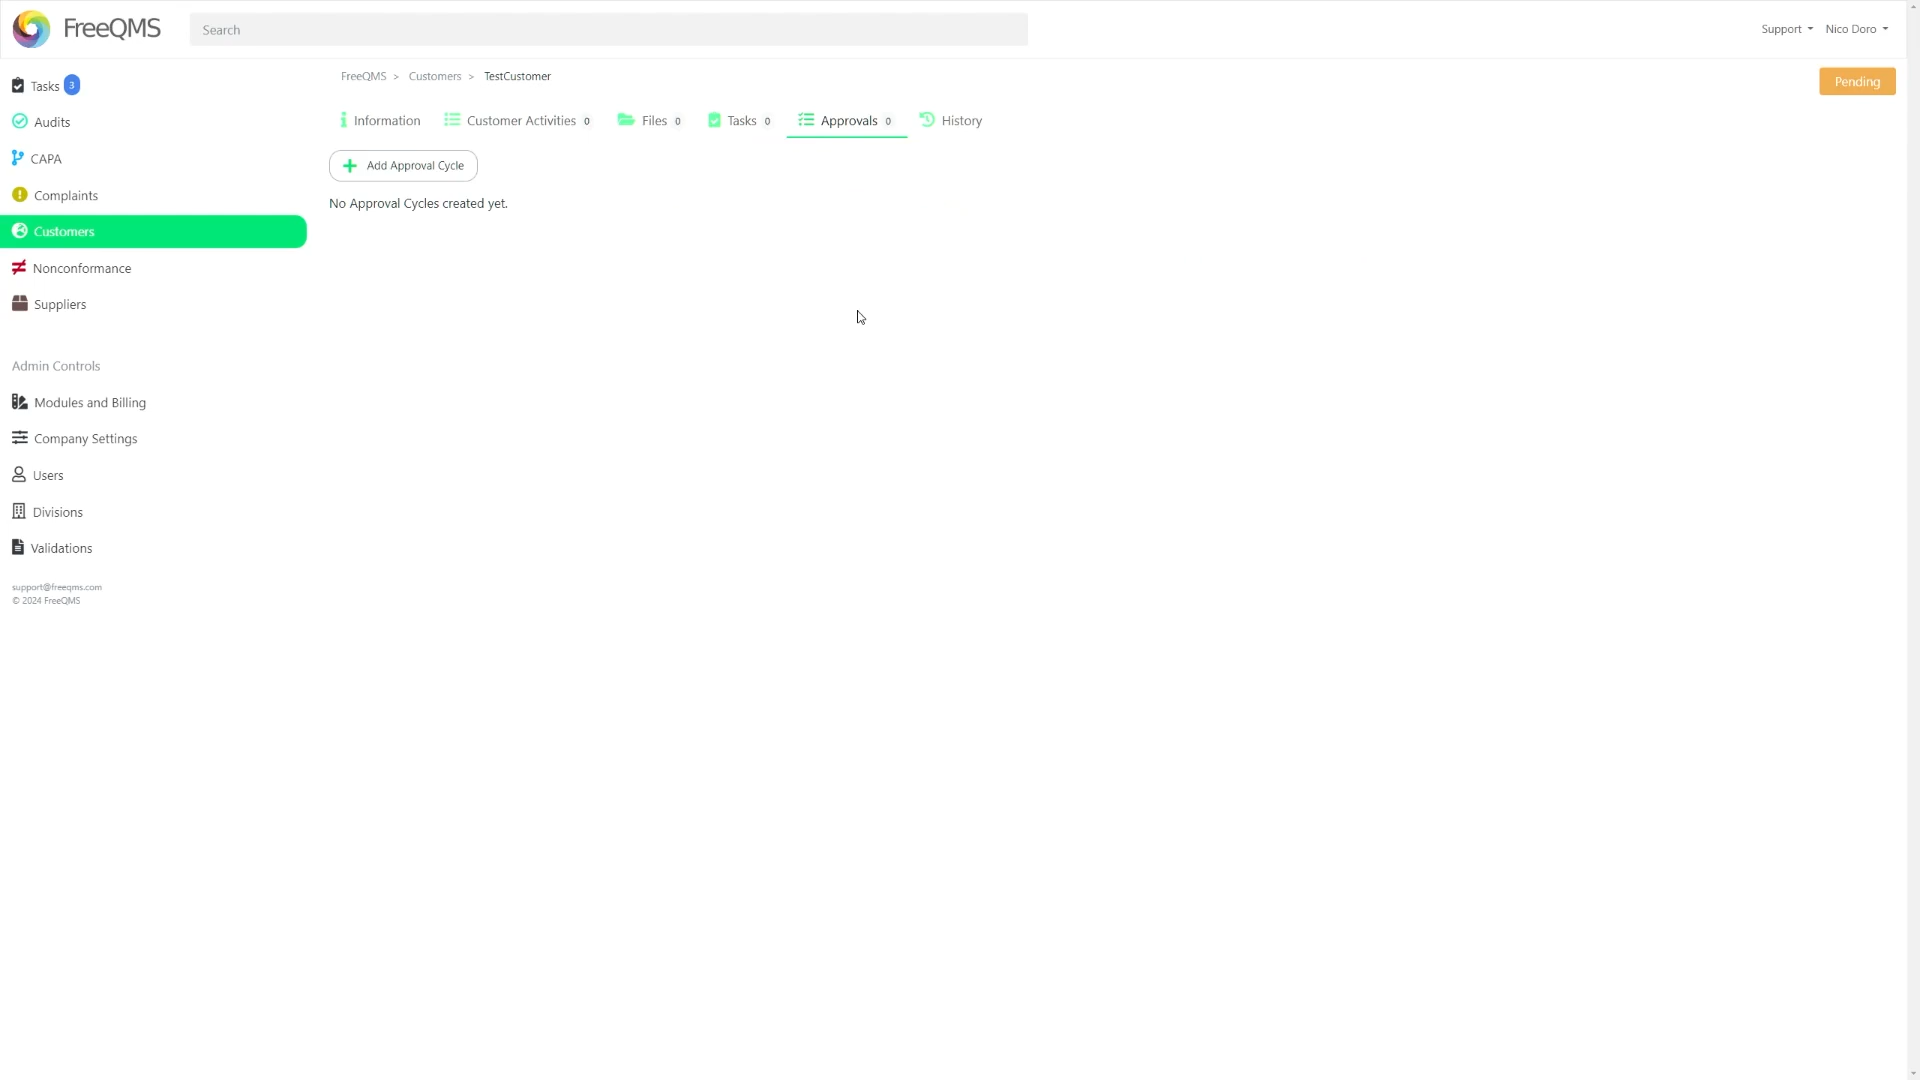 FreeQMS
Search
Support
Nico Doro
Tasks 3
Audits
CAPA
Complaints
Customers
Nonconformance
Suppliers
Admin Controls
Modules and Billing
Company Settings
Users
Divisions
Validations
support@freeqms.com
© 2024 FreeQMS
FreeQMS > Customers > TestCustomer
Pending
Information
Customer Activities 0
Files 0
Tasks 0
Approvals 0
History
Add Approval Cycle
No Approval Cycles created yet.